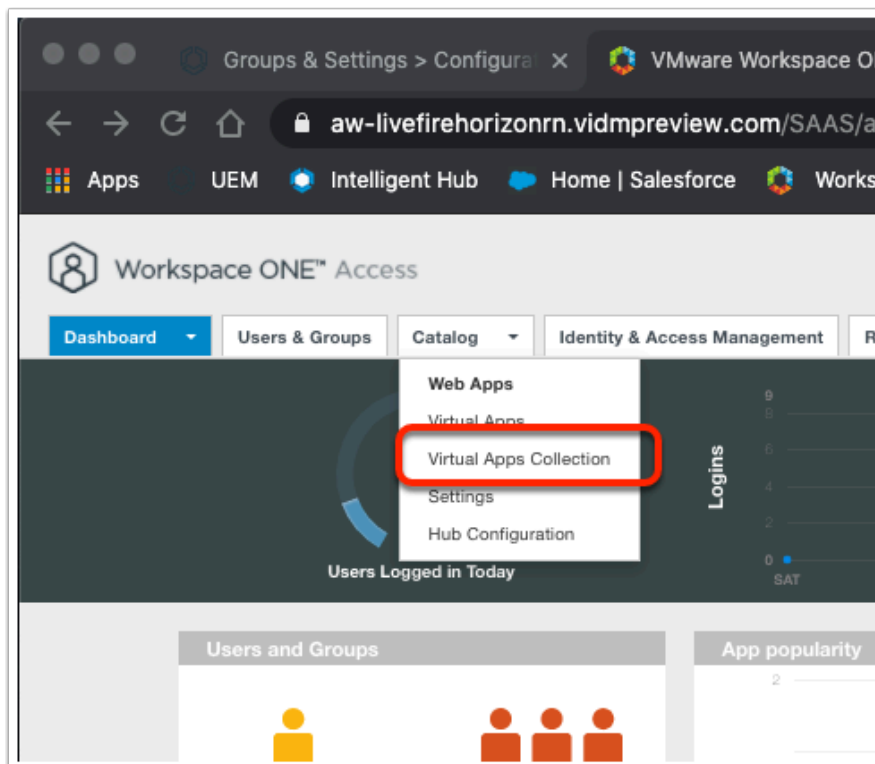 Groups & Settings > Configurat
VMware Workspace O
aw-livefirehorizonrn.vidmpreview.com/SAAS/a
Apps UEM Intelligent Hub Home | Salesforce Works
Workspace ONE™ Access
Dashboard Users & Groups Catalog Identity & Access Management R
Web Apps
Virtual Apps
Virtual Apps Collection
Settings
Hub Configuration
Users Logged in Today
Logins
9
8
6
4
2
0
SAT
Users and Groups
App popularity
2